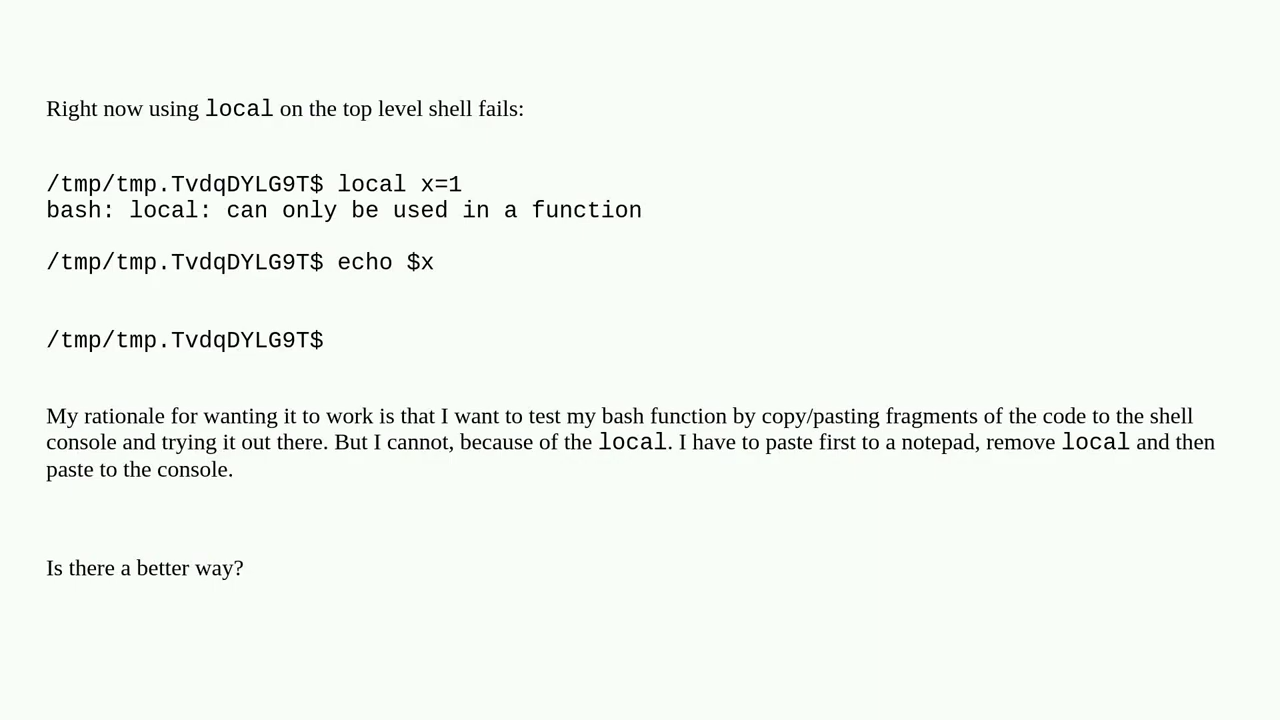 Right now using local on the top level shell fails:
/tmp/tmp.TvdqDYLG9T$ local x=1
bash: local: can only be used in a function
/tmp/tmp.TvdqDYLG9T$ echo $x
/tmp/tmp.TvdqDYLG9T$
My rationale for wanting it to work is that I want to test my bash function by copy/pasting fragments of the code to the shell
console and trying it out there. But I cannot, because of the local. I have to paste first to a notepad, remove local and then
paste to the console.
Is there a better way?